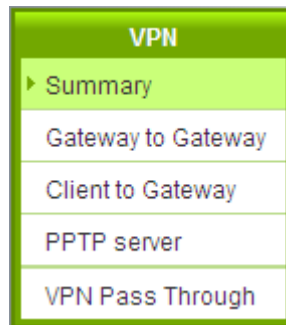 VPN
Summary
Gateway to Gateway
Client to Gateway
PPTP server
VPN Pass Through